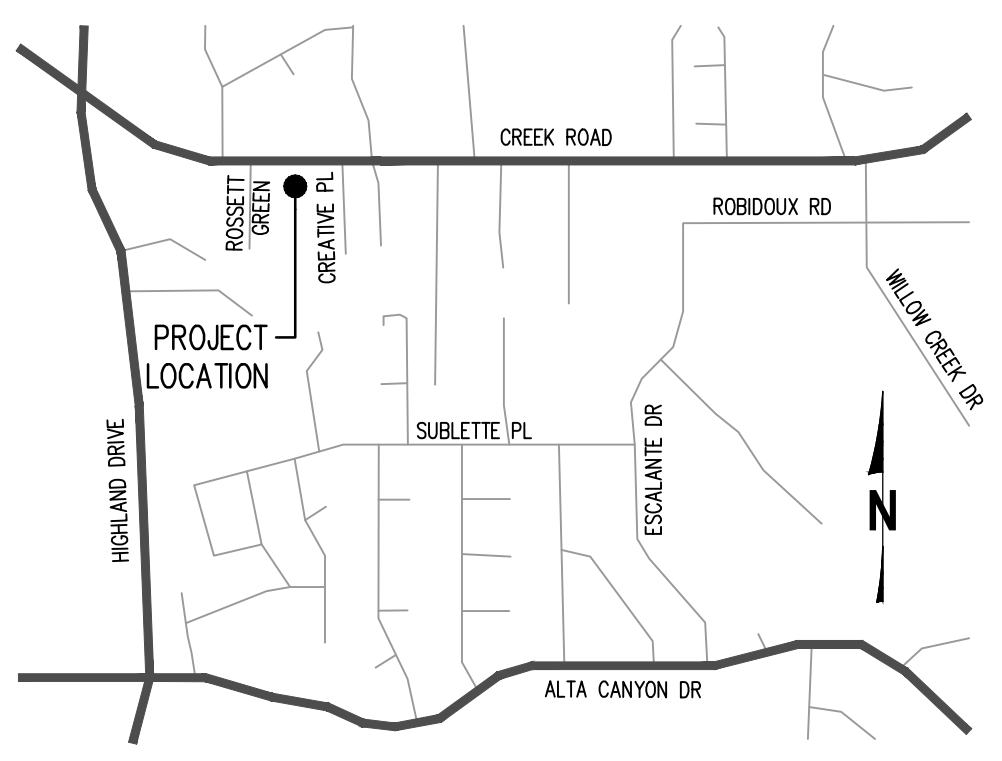 CREEK ROAD
ROSSETT
GREEN
CREATIVE PL
ROBIDOUX RD
WILLOW CREEK DR
PROJECT
LOCATION
HIGHLAND DRIVE
SUBLETTE PL
ESCALANTE DR
N
ALTA CANYON DR